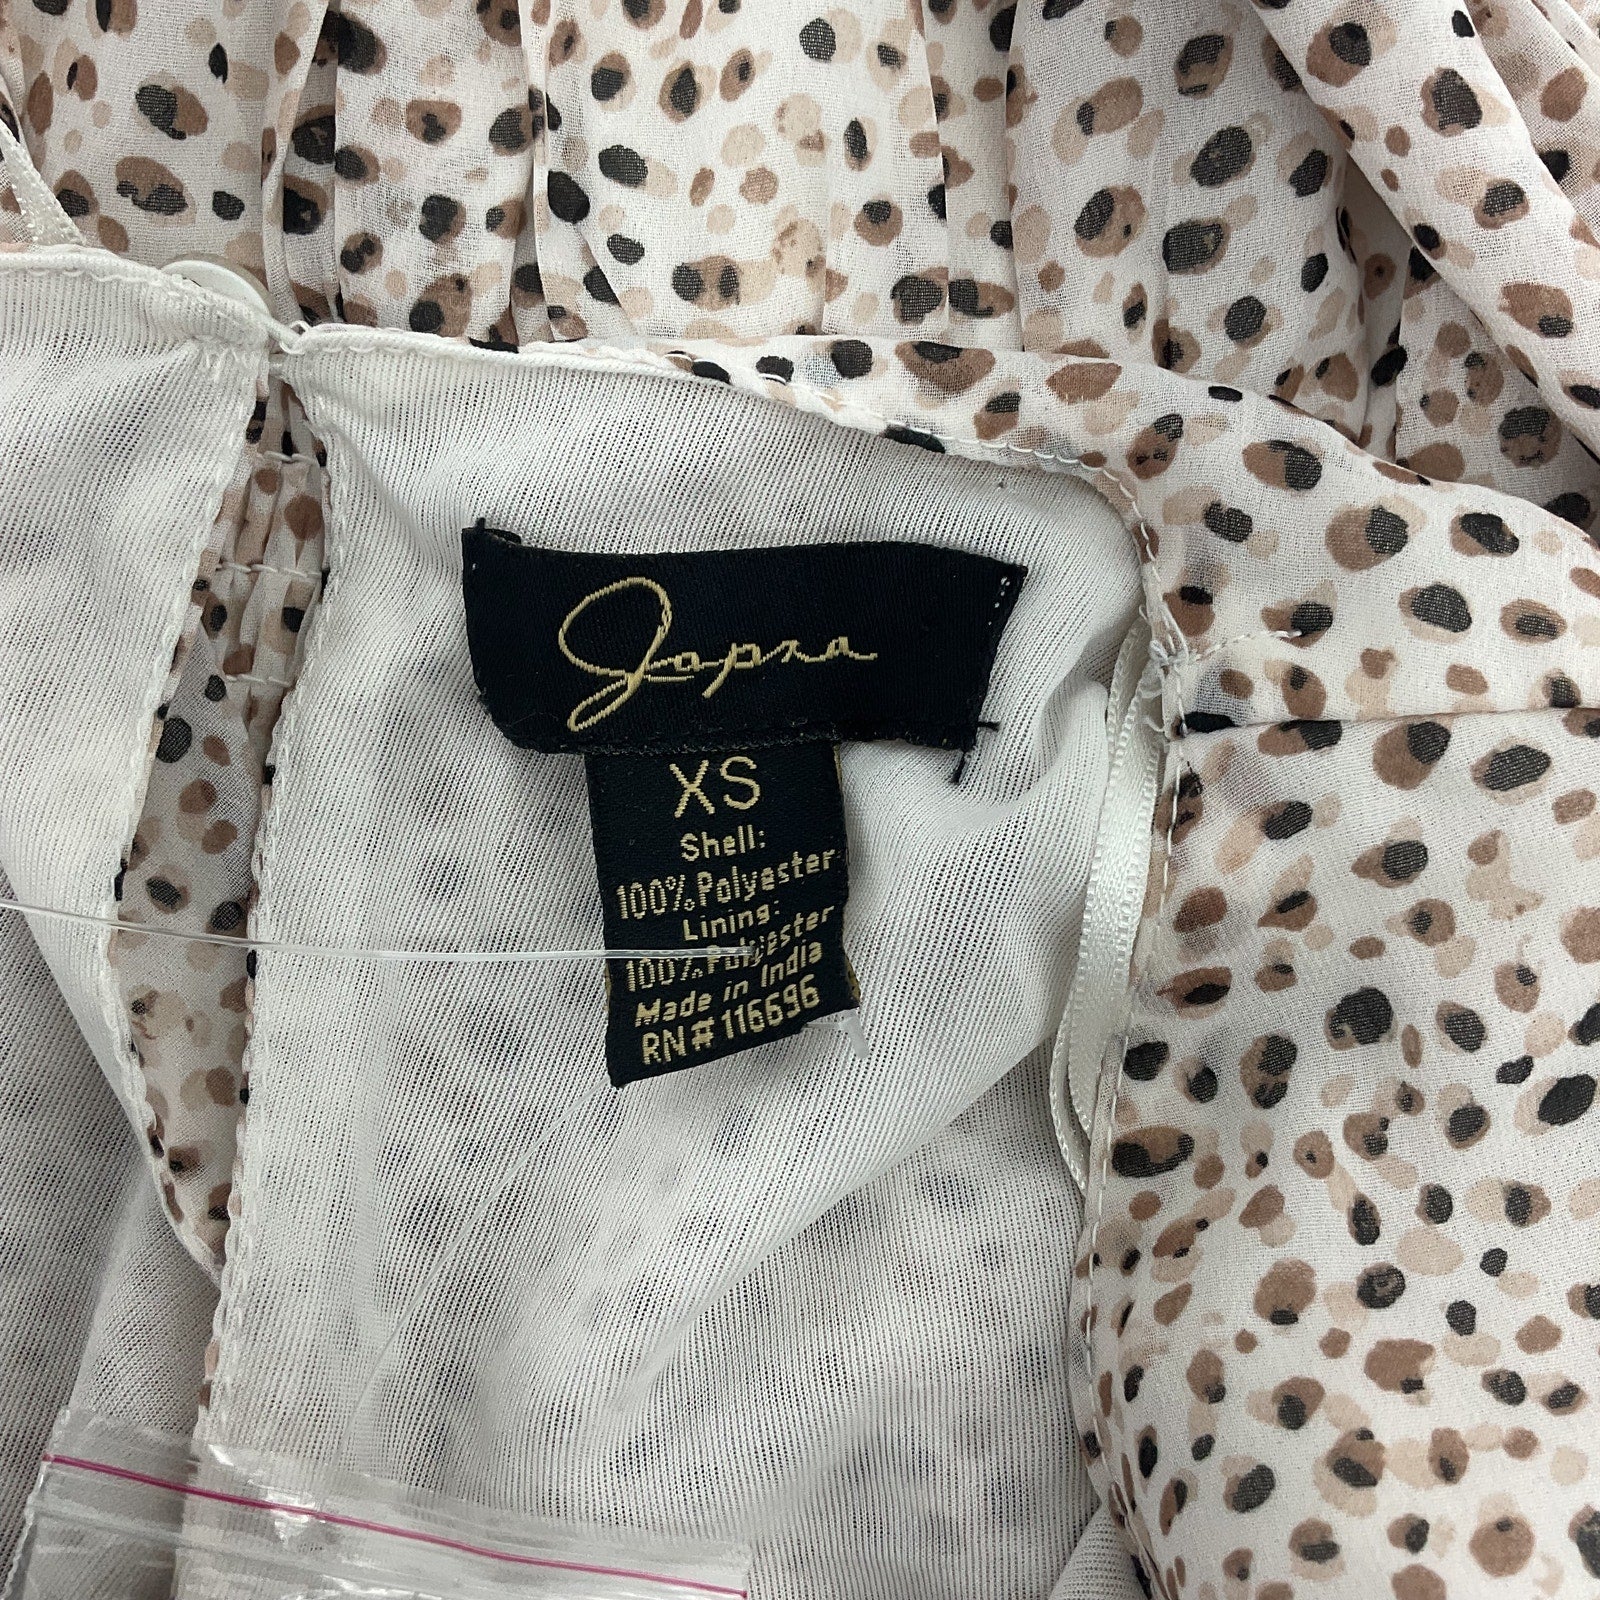 Japna
XS
Shell:
100% Polyester
Lining:
100% Polyester
Made in India
RN# 116696